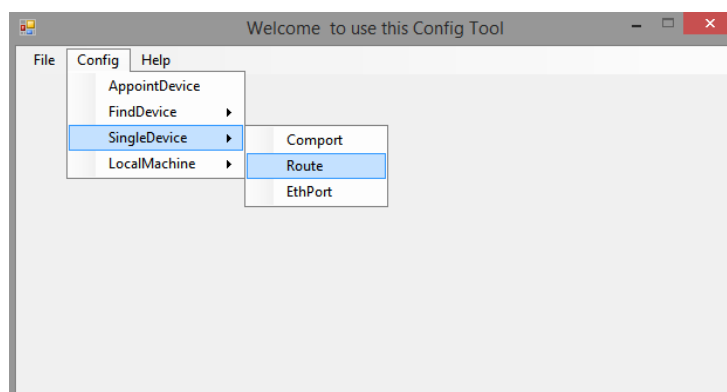 Welcome  to use this Config Tool
File Config Help
AppointDevice
FindDevice
SingleDevice
LocalMachine
Comport
Route
EthPort